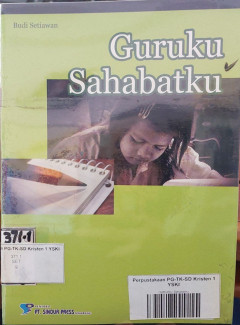 Budi Setiawan
Guruku
Sahabatku
371.1
PG-TK-SD Kristen 1 YSKI
PT. SINDUR PRESS
Perpustakaan PG-TK-SD Kristen 1
YSKI